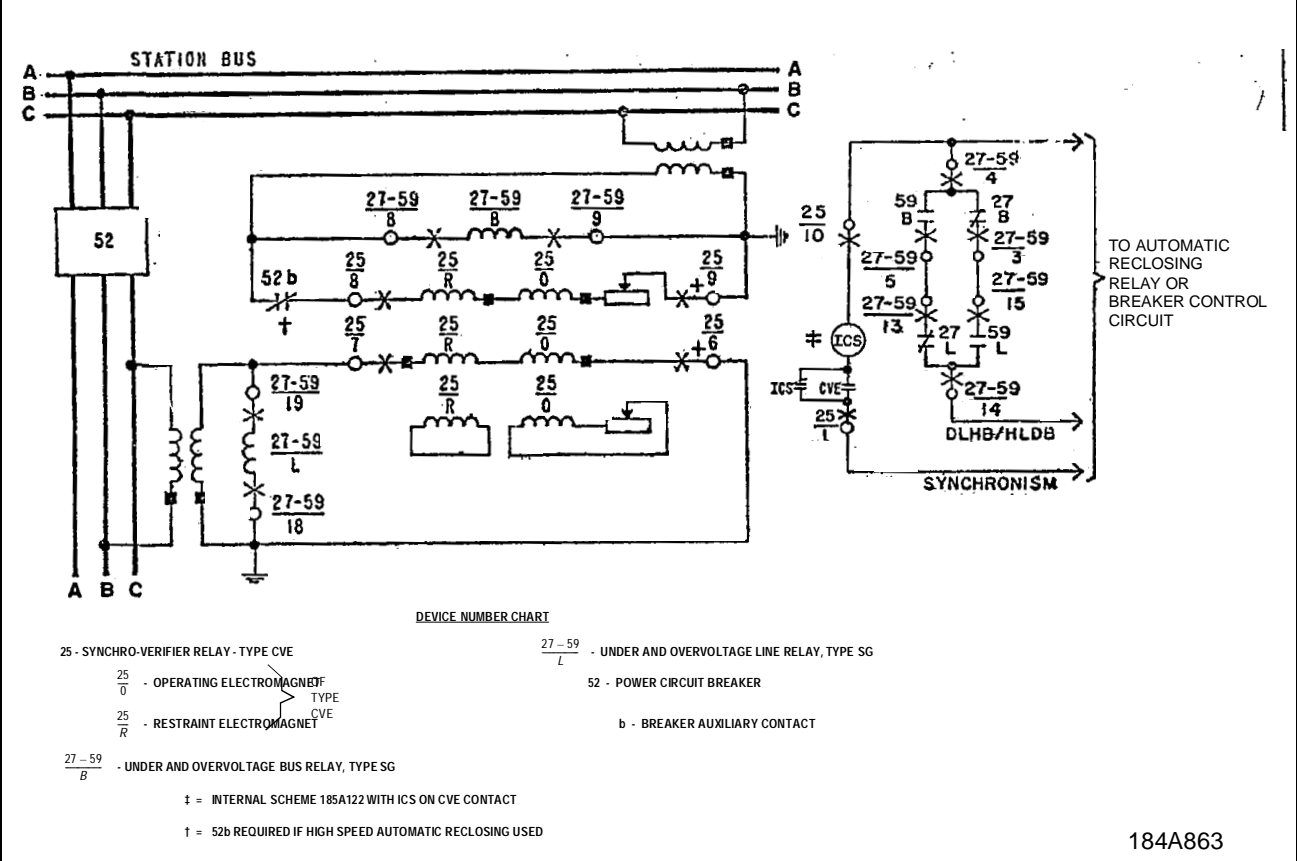 STATION BUS
A A
B B
C C
52
27-59
8
27-59
B
27-59
9
52b
†
25
8
25
R
25
O
25
+9
25
7
25
R
25
O
25
+6
25
R
25
O
27-59
19
27-59
L
27-59
18
A B C
25
10
‡
ICS
ICS
CVE
25
1
27-59
4
59
B
27
B
27-59
5
27-59
3
27-59
13
27-59
15
27
L
59
L
27-59
14
DLHB/HLDB
SYNCHRONISM
TO AUTOMATIC
RECLOSING
RELAY OR
BREAKER CONTROL
CIRCUIT
DEVICE NUMBER CHART
25 - SYNCHRO-VERIFIER RELAY - TYPE CVE
25
0 - OPERATING ELECTROMAGNET
25
R - RESTRAINT ELECTROMAGNET
OF
TYPE
CVE
27 – 59
B - UNDER AND OVERVOLTAGE BUS RELAY, TYPE SG
27 – 59
L - UNDER AND OVERVOLTAGE LINE RELAY, TYPE SG
52 - POWER CIRCUIT BREAKER
b - BREAKER AUXILIARY CONTACT
‡ = INTERNAL SCHEME 185A122 WITH ICS ON CVE CONTACT
† = 52b REQUIRED IF HIGH SPEED AUTOMATIC RECLOSING USED
184A863